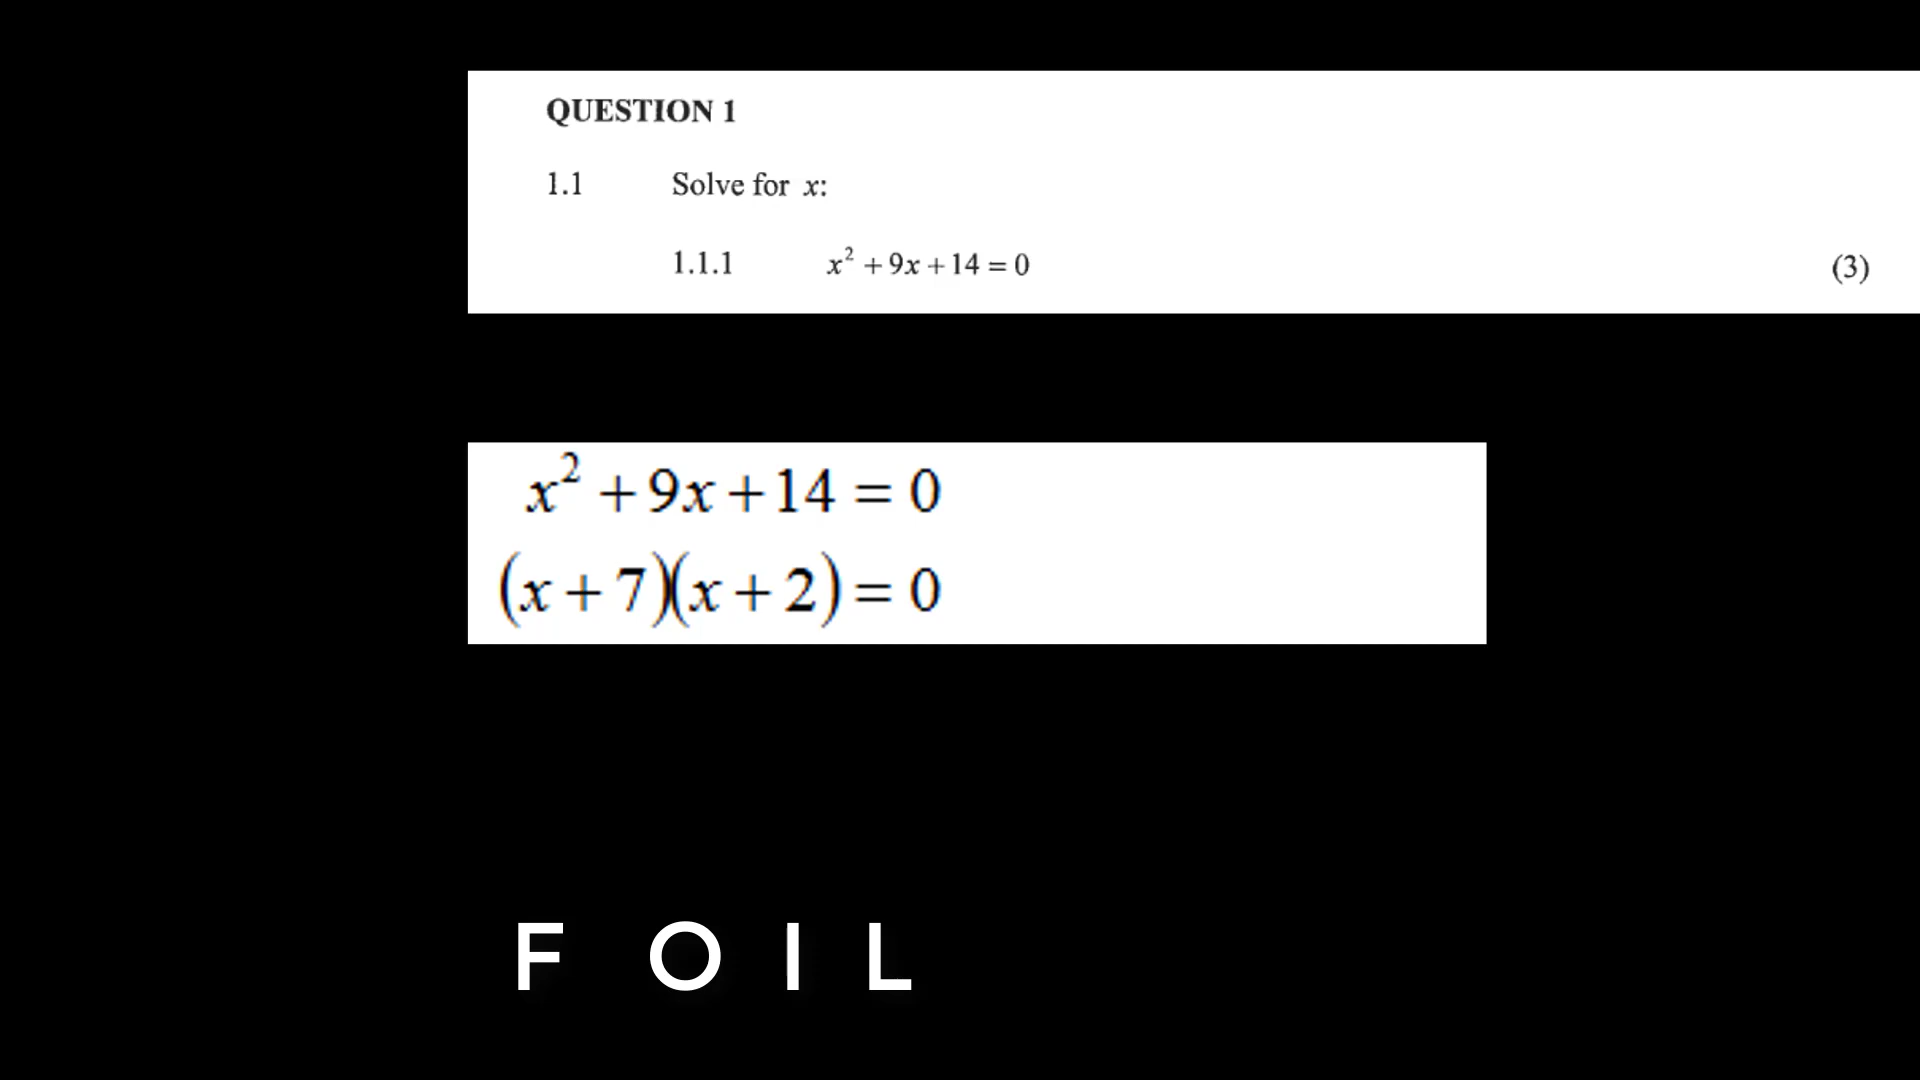 QUESTION 1
1.1 Solve for x:
1.1.1 x² + 9x + 14 = 0 (3)
x² + 9x + 14 = 0
(x + 7)(x + 2) = 0
F O I L